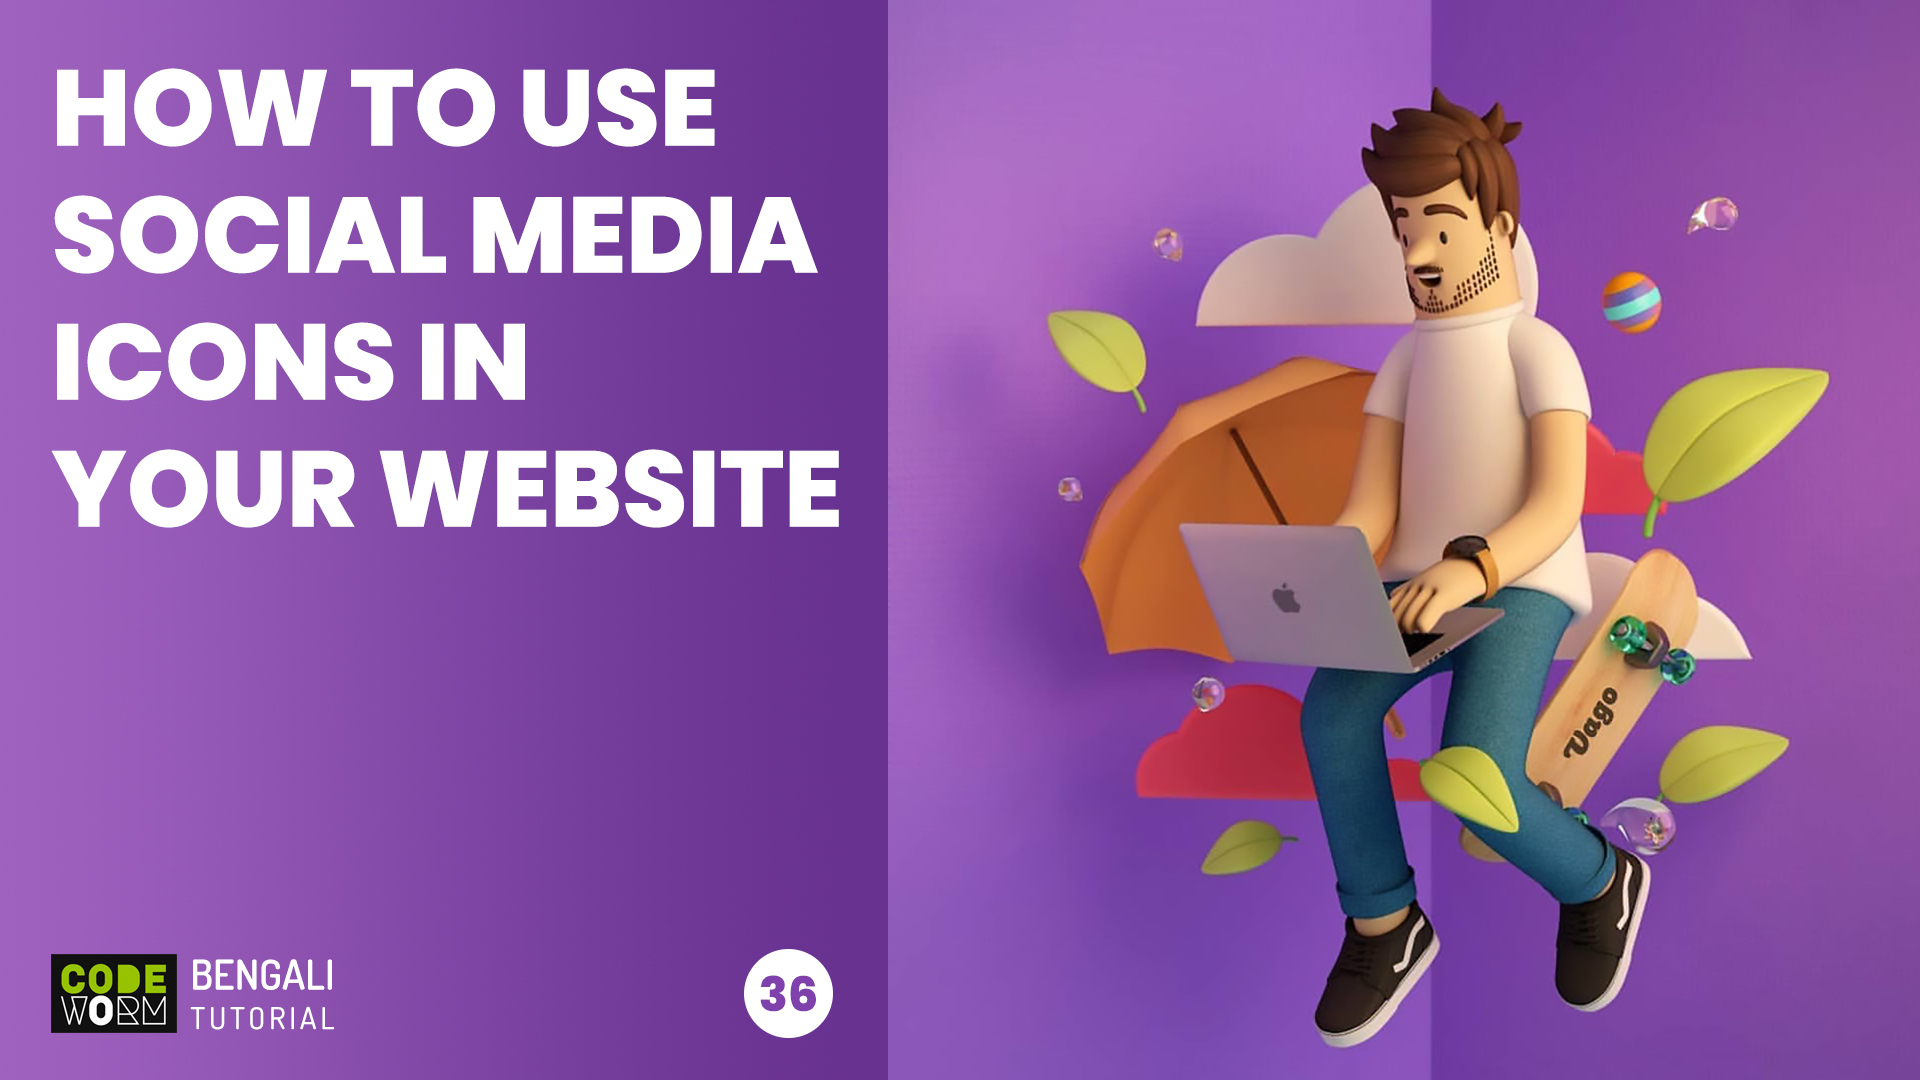 HOW TO USE
SOCIAL MEDIA
ICONS IN
YOUR WEBSITE
CODE
WORM
BENGALI
TUTORIAL
36
Vago